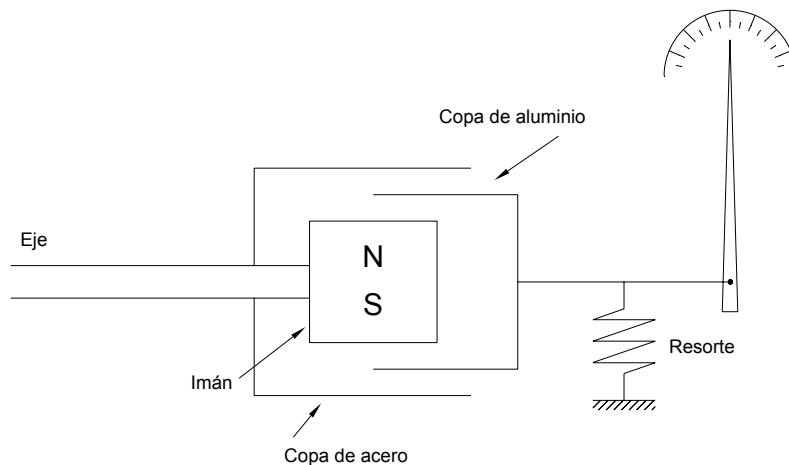 Copa de aluminio
Eje
N
S
Resorte
Imán
Copa de acero